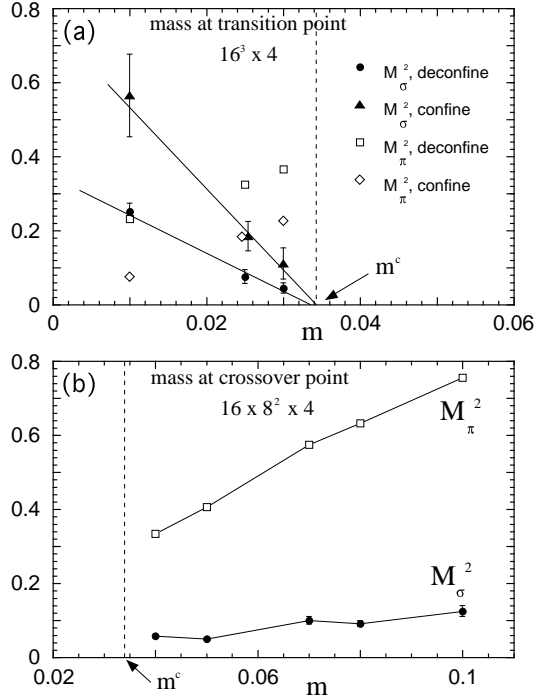 0.8
(a)
mass at transition point
16³ x 4
M_σ², deconfine
M_σ², confine
M_π², deconfine
M_π², confine
0.6
0.4
0.2
0
m^c
0
0.02
0.04
0.06
m
0.8
(b)
mass at crossover point
16 x 8² x 4
M_π²
0.6
0.4
0.2
M_σ²
0
0.02
0.06
0.1
m^c
m